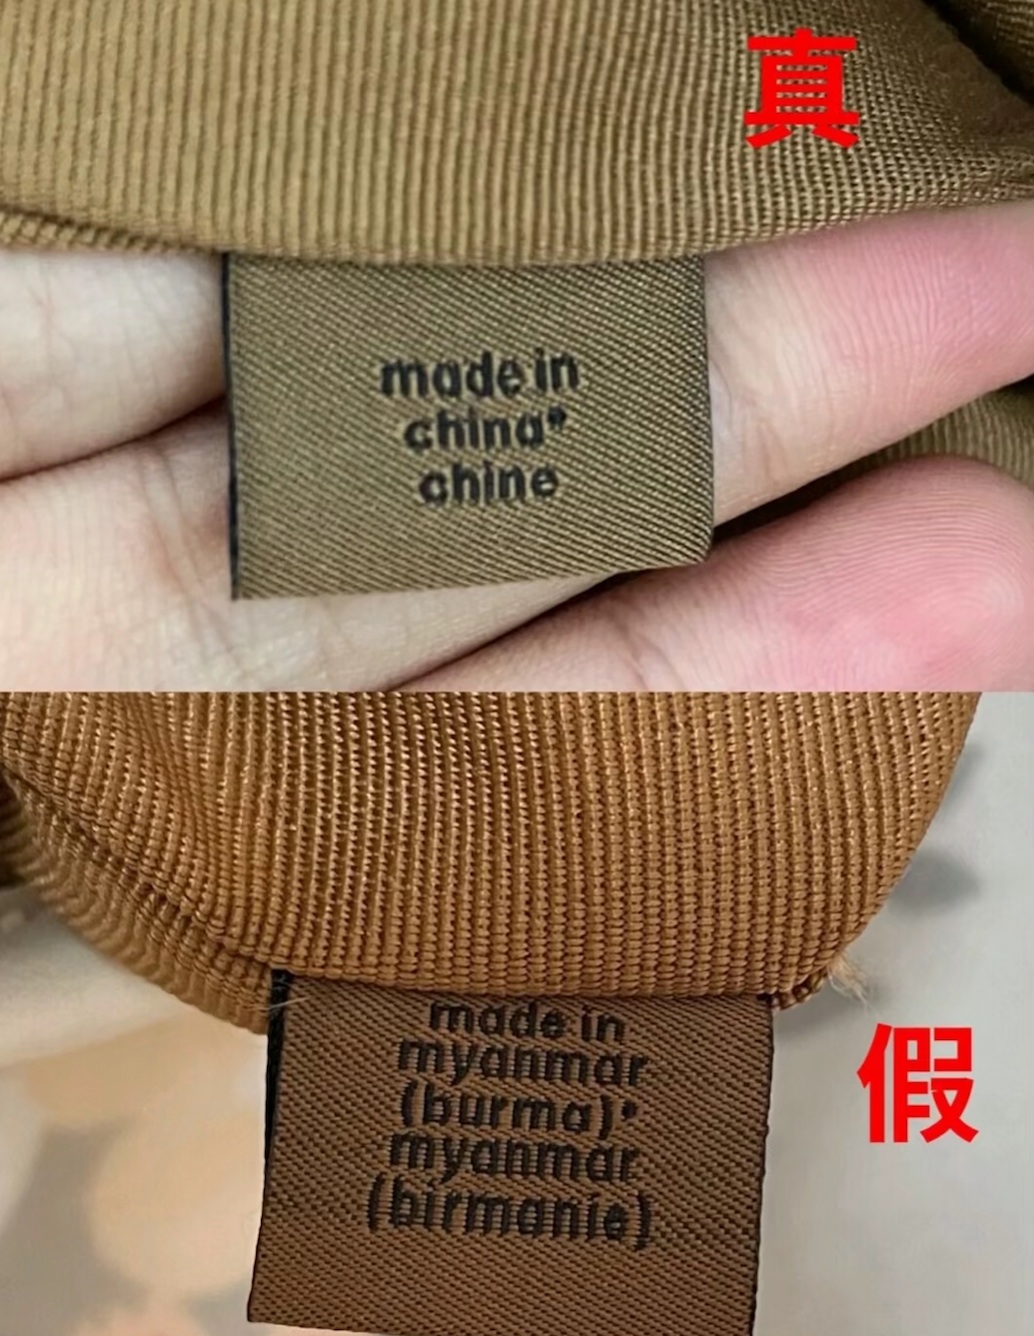 真
made in
china•
chine
made in
myanmar
(burma)•
myanmar
(birmanie)
假